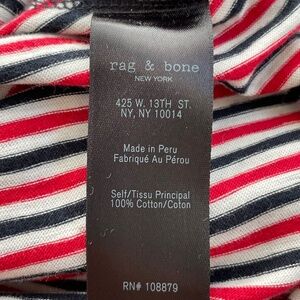 rag & bone
NEW YORK
425 W. 13TH ST.
NY, NY 10014
Made in Peru
Fabriqué Au Pérou
Self/Tissu Principal
100% Cotton/Coton
RN# 108879